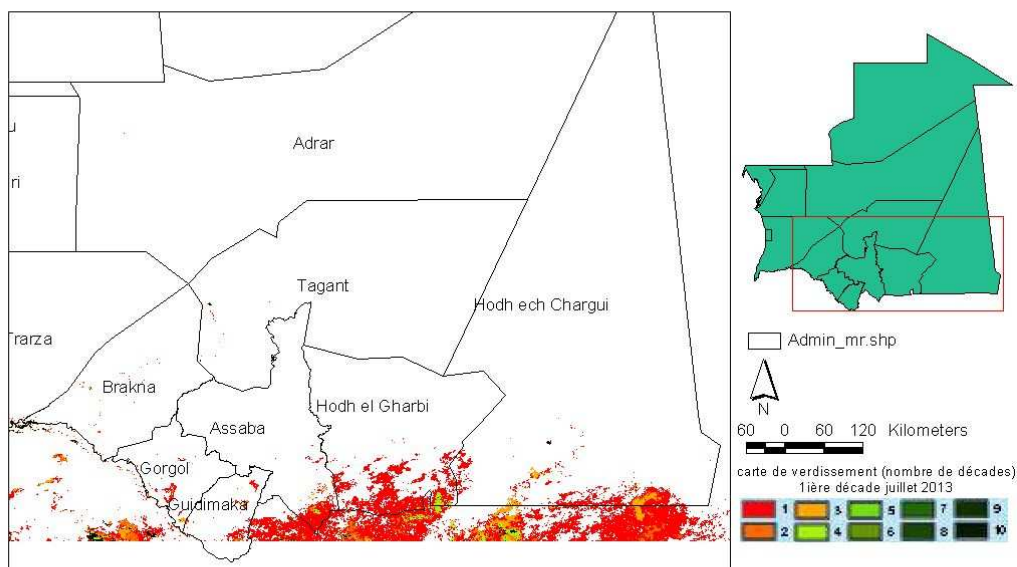 u
Adrar
ri
Tagant
Hodh ech Chargui
rarza
Brakna
Hodh el Gharbi
Assaba
Gorgol
Guidimaka
Admin_mr.shp
N
60 0 60 120 Kilometers
carte de verdissement (nombre de décades)
1ière décade juillet 2013
1 3 5 7 9
2 4 6 8 10